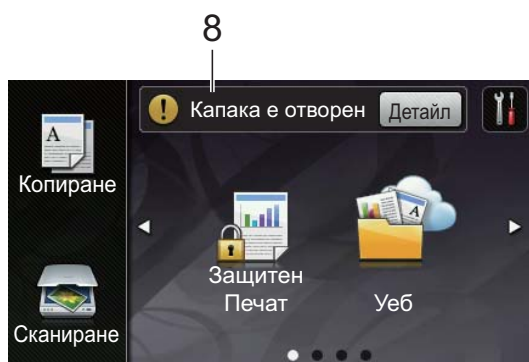 8
Капака е отворен Детайл
Копиране
Защитен
Печат
Уеб
Сканиране